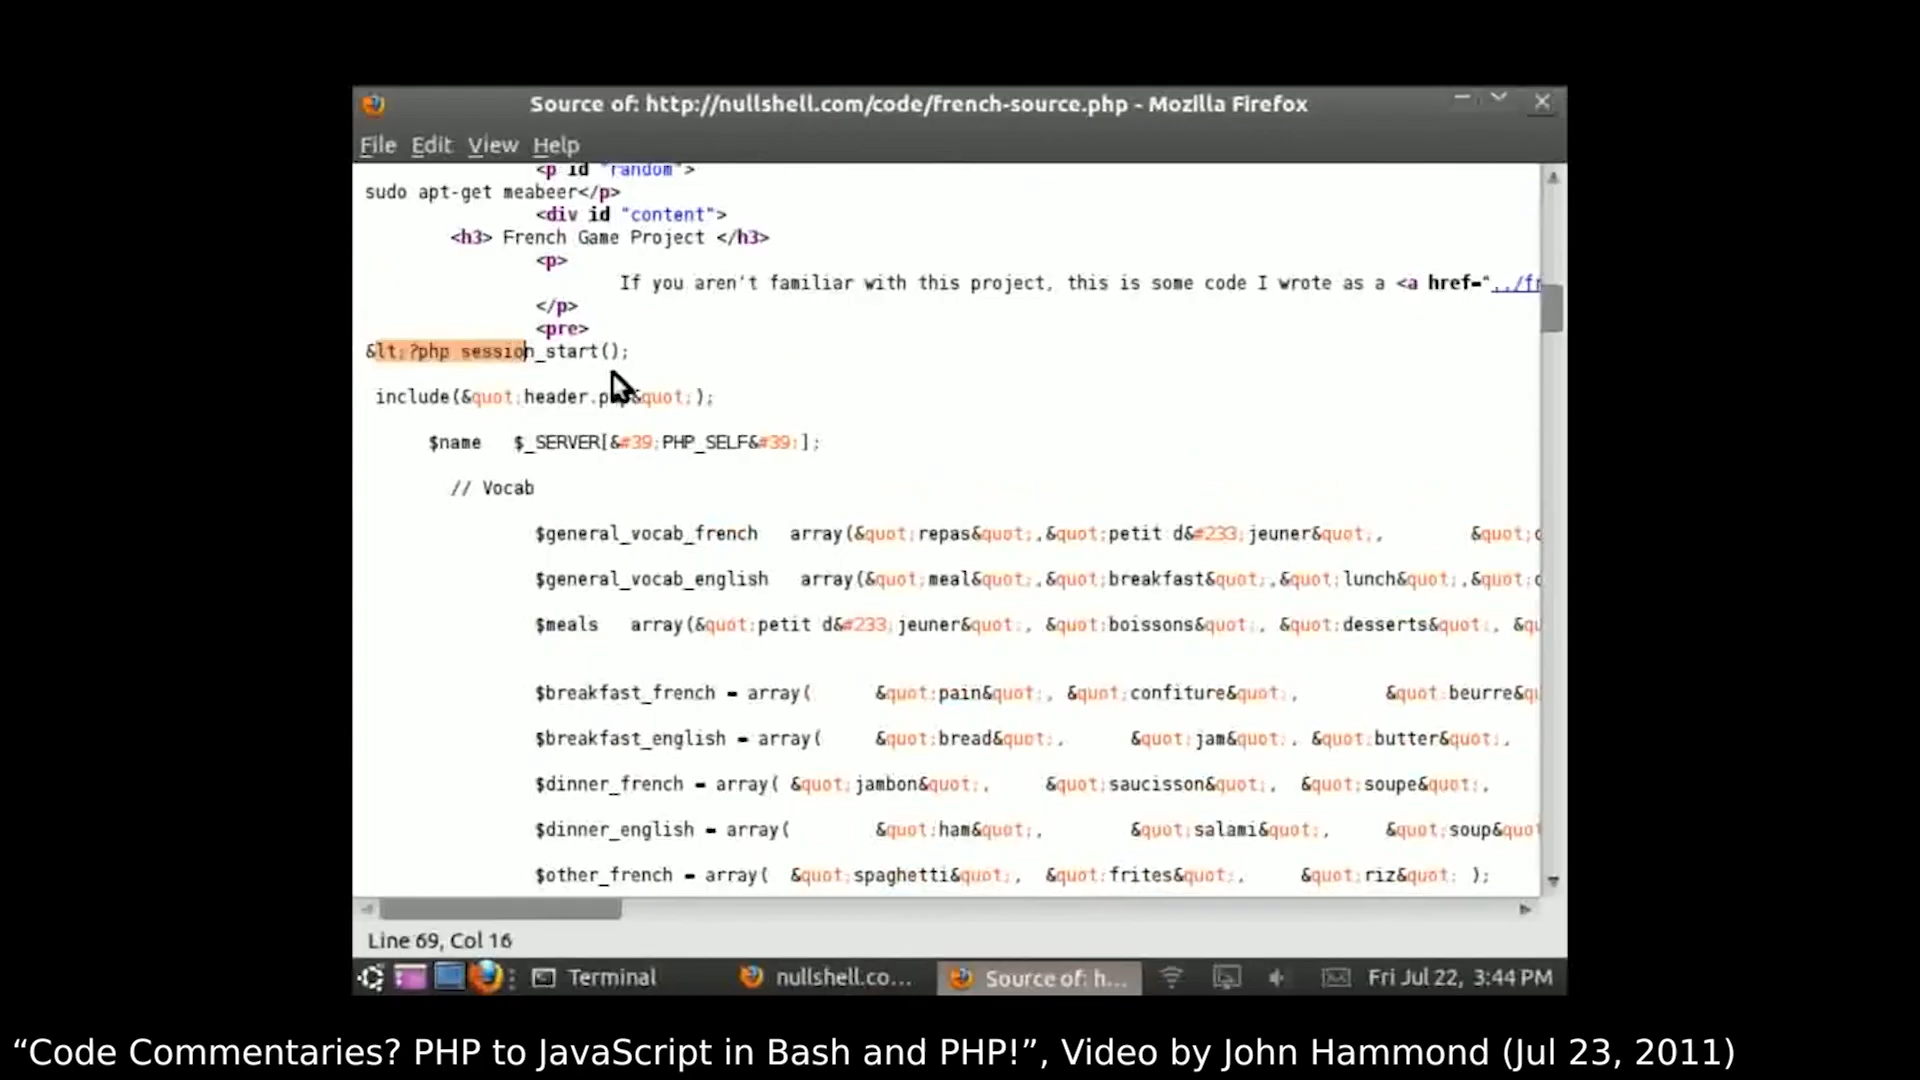 Source of: http://nullshell.com/code/french-source.php - Mozilla Firefox
File Edit View Help
<p id "random">
sudo apt-get meabeer</p>
<div id "content">
<h3> French Game Project </h3>
<p>
If you aren't familiar with this project, this is some code I wrote as a <a href="../fr
</p>
<pre>
&lt;?php session_start();
include(&quot;header.php&quot;);
$name $_SERVER[&#39;PHP_SELF&#39;];
// Vocab
$general_vocab_french array(&quot;repas&quot;,&quot;petit d&#233;jeuner&quot;, &quot;d
$general_vocab_english array(&quot;meal&quot;,&quot;breakfast&quot;,&quot;lunch&quot;,&quot;d
$meals array(&quot;petit d&#233;jeuner&quot;, &quot;boissons&quot;, &quot;desserts&quot;, &qu
$breakfast_french = array( &quot;pain&quot;, &quot;confiture&quot;, &quot;beurre&qu
$breakfast_english = array( &quot;bread&quot;, &quot;jam&quot;, &quot;butter&quot;,
$dinner_french = array( &quot;jambon&quot;, &quot;saucisson&quot;, &quot;soupe&quot;,
$dinner_english = array( &quot;ham&quot;, &quot;salami&quot;, &quot;soup&quot
$other_french = array( &quot;spaghetti&quot;, &quot;frites&quot;, &quot;riz&quot; );
Line 69, Col 16
Terminal nullshell.co... Source of: h... Fri Jul 22, 3:44 PM
“Code Commentaries? PHP to JavaScript in Bash and PHP!”, Video by John Hammond (Jul 23, 2011)